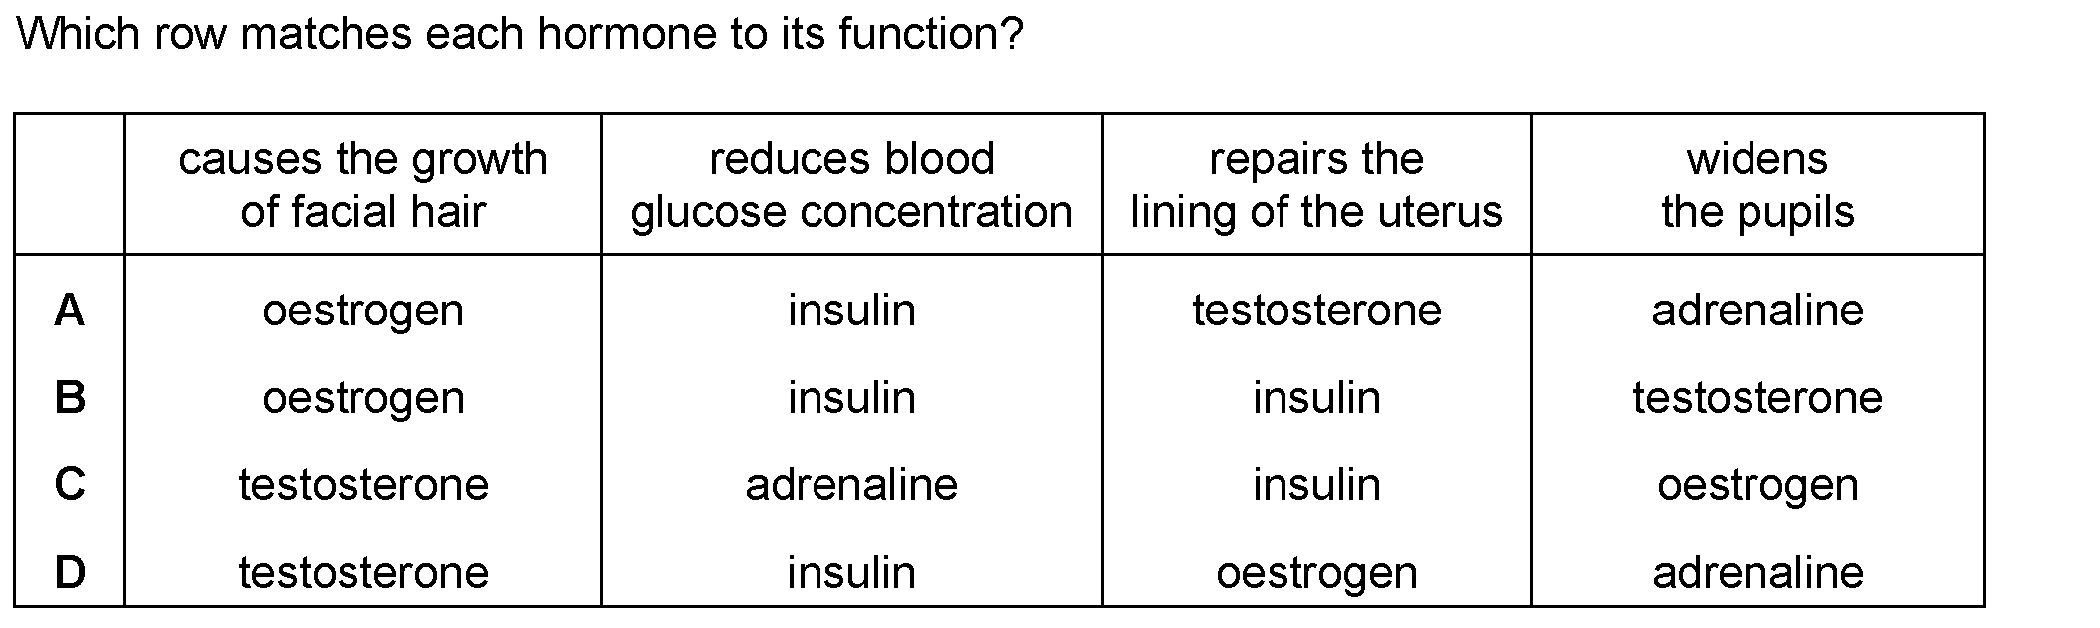 Which row matches each hormone to its function?
causes the growth of facial hair reduces blood glucose concentration repairs the lining of the uterus widens the pupils
A oestrogen insulin testosterone adrenaline
B oestrogen insulin insulin testosterone
C testosterone adrenaline insulin oestrogen
D testosterone insulin oestrogen adrenaline